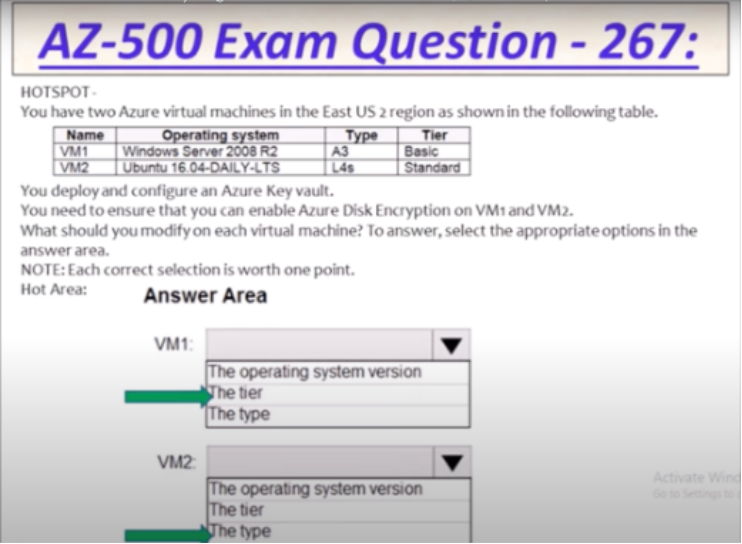 AZ-500 Exam Question - 267:
HOTSPOT-
You have two Azure virtual machines in the East US 2 region as shown in the following table.
Name Operating system Type Tier
VM1 Windows Server 2008 R2 A3 Basic
VM2 Ubuntu 16.04-DAILY-LTS L4s Standard
You deploy and configure an Azure Key vault.
You need to ensure that you can enable Azure Disk Encryption on VM1 and VM2.
What should you modify on each virtual machine? To answer, select the appropriate options in the
answer area.
NOTE: Each correct selection is worth one point.
Hot Area:
Answer Area
VM1:
The operating system version
The tier
The type
VM2:
The operating system version
The tier
The type
Activate Wind
Go to Settings to